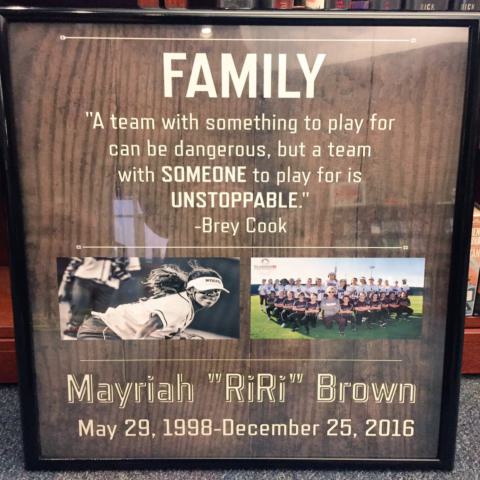 FAMILY
"A team with something to play for
can be dangerous, but a team
with SOMEONE to play for is
UNSTOPPABLE."
-Brey Cook
Mayriah "RiRi" Brown
May 29, 1998-December 25, 2016